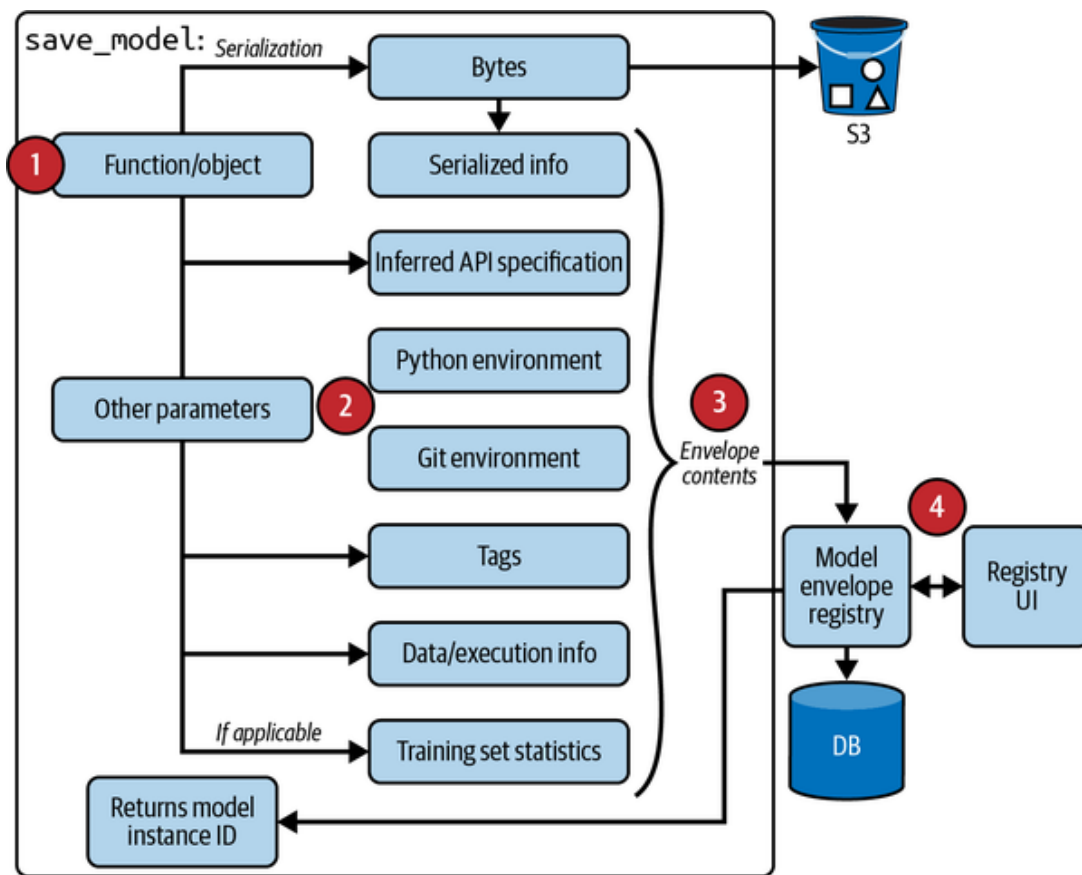 save_model:
Serialization
Bytes
S3
1
Function/object
Serialized info
Inferred API specification
Python environment
Other parameters
2
3
Git environment
Envelope
contents
4
Tags
Model
envelope
registry
Registry
UI
Data/execution info
If applicable
Training set statistics
DB
Returns model
instance ID